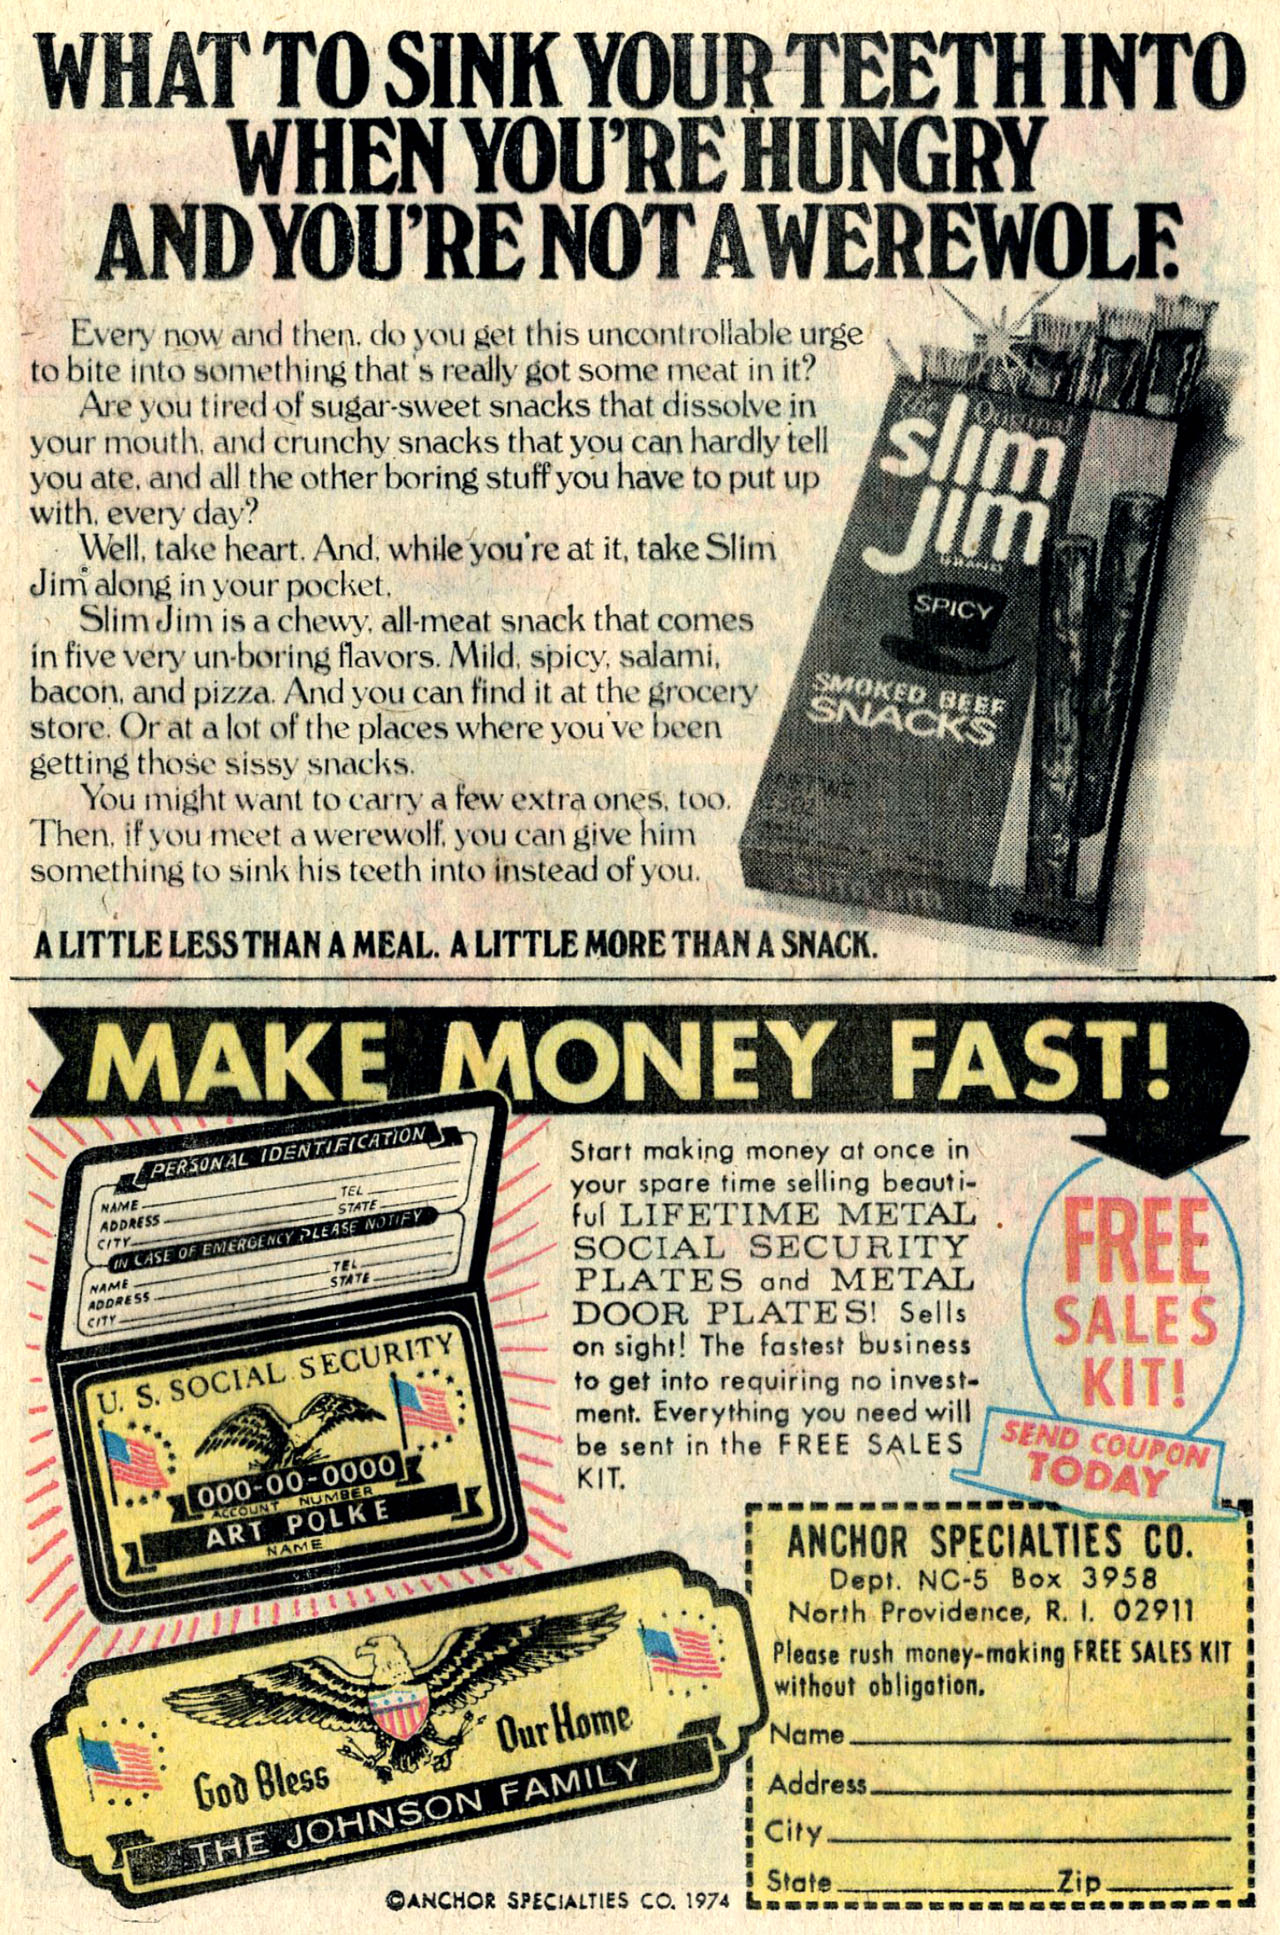 WHAT TO SINK YOUR TEETH INTO
WHEN YOU'RE HUNGRY
AND YOU'RE NOT A WEREWOLF.
Every now and then, do you get this uncontrollable urge
to bite into something that's really got some meat in it?
Are you tired of sugar-sweet snacks that dissolve in
your mouth, and crunchy snacks that you can hardly tell
you ate, and all the other boring stuff you have to put up
with, every day?
Well, take heart. And, while you're at it, take Slim
Jim® along in your pocket.
Slim Jim is a chewy, all-meat snack that comes
in five very un-boring flavors. Mild, spicy, salami,
bacon, and pizza. And you can find it at the grocery
store. Or at a lot of the places where you've been
getting those sissy snacks.
You might want to carry a few extra ones, too.
Then, if you meet a werewolf, you can give him
something to sink his teeth into instead of you.
A LITTLE LESS THAN A MEAL. A LITTLE MORE THAN A SNACK.
The Original
slim
jim
BRAND
SPICY
SMOKED BEEF
SNACKS
NET WT.
Slim Jim
SPICY
MAKE MONEY FAST!
PERSONAL IDENTIFICATION
NAME TEL.
ADDRESS STATE
CITY
IN CASE OF EMERGENCY PLEASE NOTIFY
NAME TEL.
ADDRESS STATE
CITY
U. S. SOCIAL SECURITY
000-00-0000
ACCOUNT NUMBER
ART POLKE
NAME
Start making money at once in
your spare time selling beauti-
ful LIFETIME METAL
SOCIAL SECURITY
PLATES and METAL
DOOR PLATES! Sells
on sight! The fastest business
to get into requiring no invest-
ment. Everything you need will
be sent in the FREE SALES
KIT.
FREE
SALES
KIT!
SEND COUPON
TODAY
God Bless Our Home
THE JOHNSON FAMILY
©ANCHOR SPECIALTIES CO. 1974
ANCHOR SPECIALTIES CO.
Dept. NC-5 Box 3958
North Providence, R. I. 02911
Please rush money-making FREE SALES KIT
without obligation.
Name
Address
City
State Zip